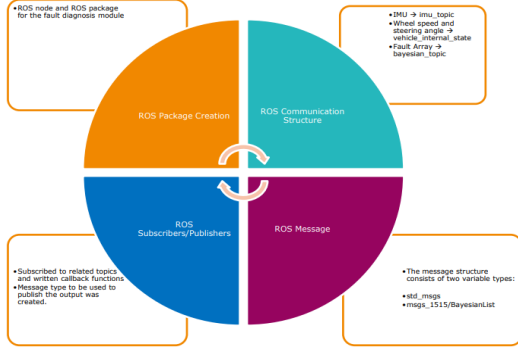 •ROS node and ROS package
for the fault diagnosis module
•IMU → imu_topic
•Wheel speed and
steering angle →
vehicle_internal_state
•Fault Array →
bayesian_topic
ROS Package Creation
ROS Communication
Structure
ROS
Subscribers/Publishers
ROS Message
•Subscribed to related topics
and written callback functions
•Message type to be used to
publish the output was
created.
•The message structure
consists of two variable types:
•std_msgs
•msgs_1515/BayesianList